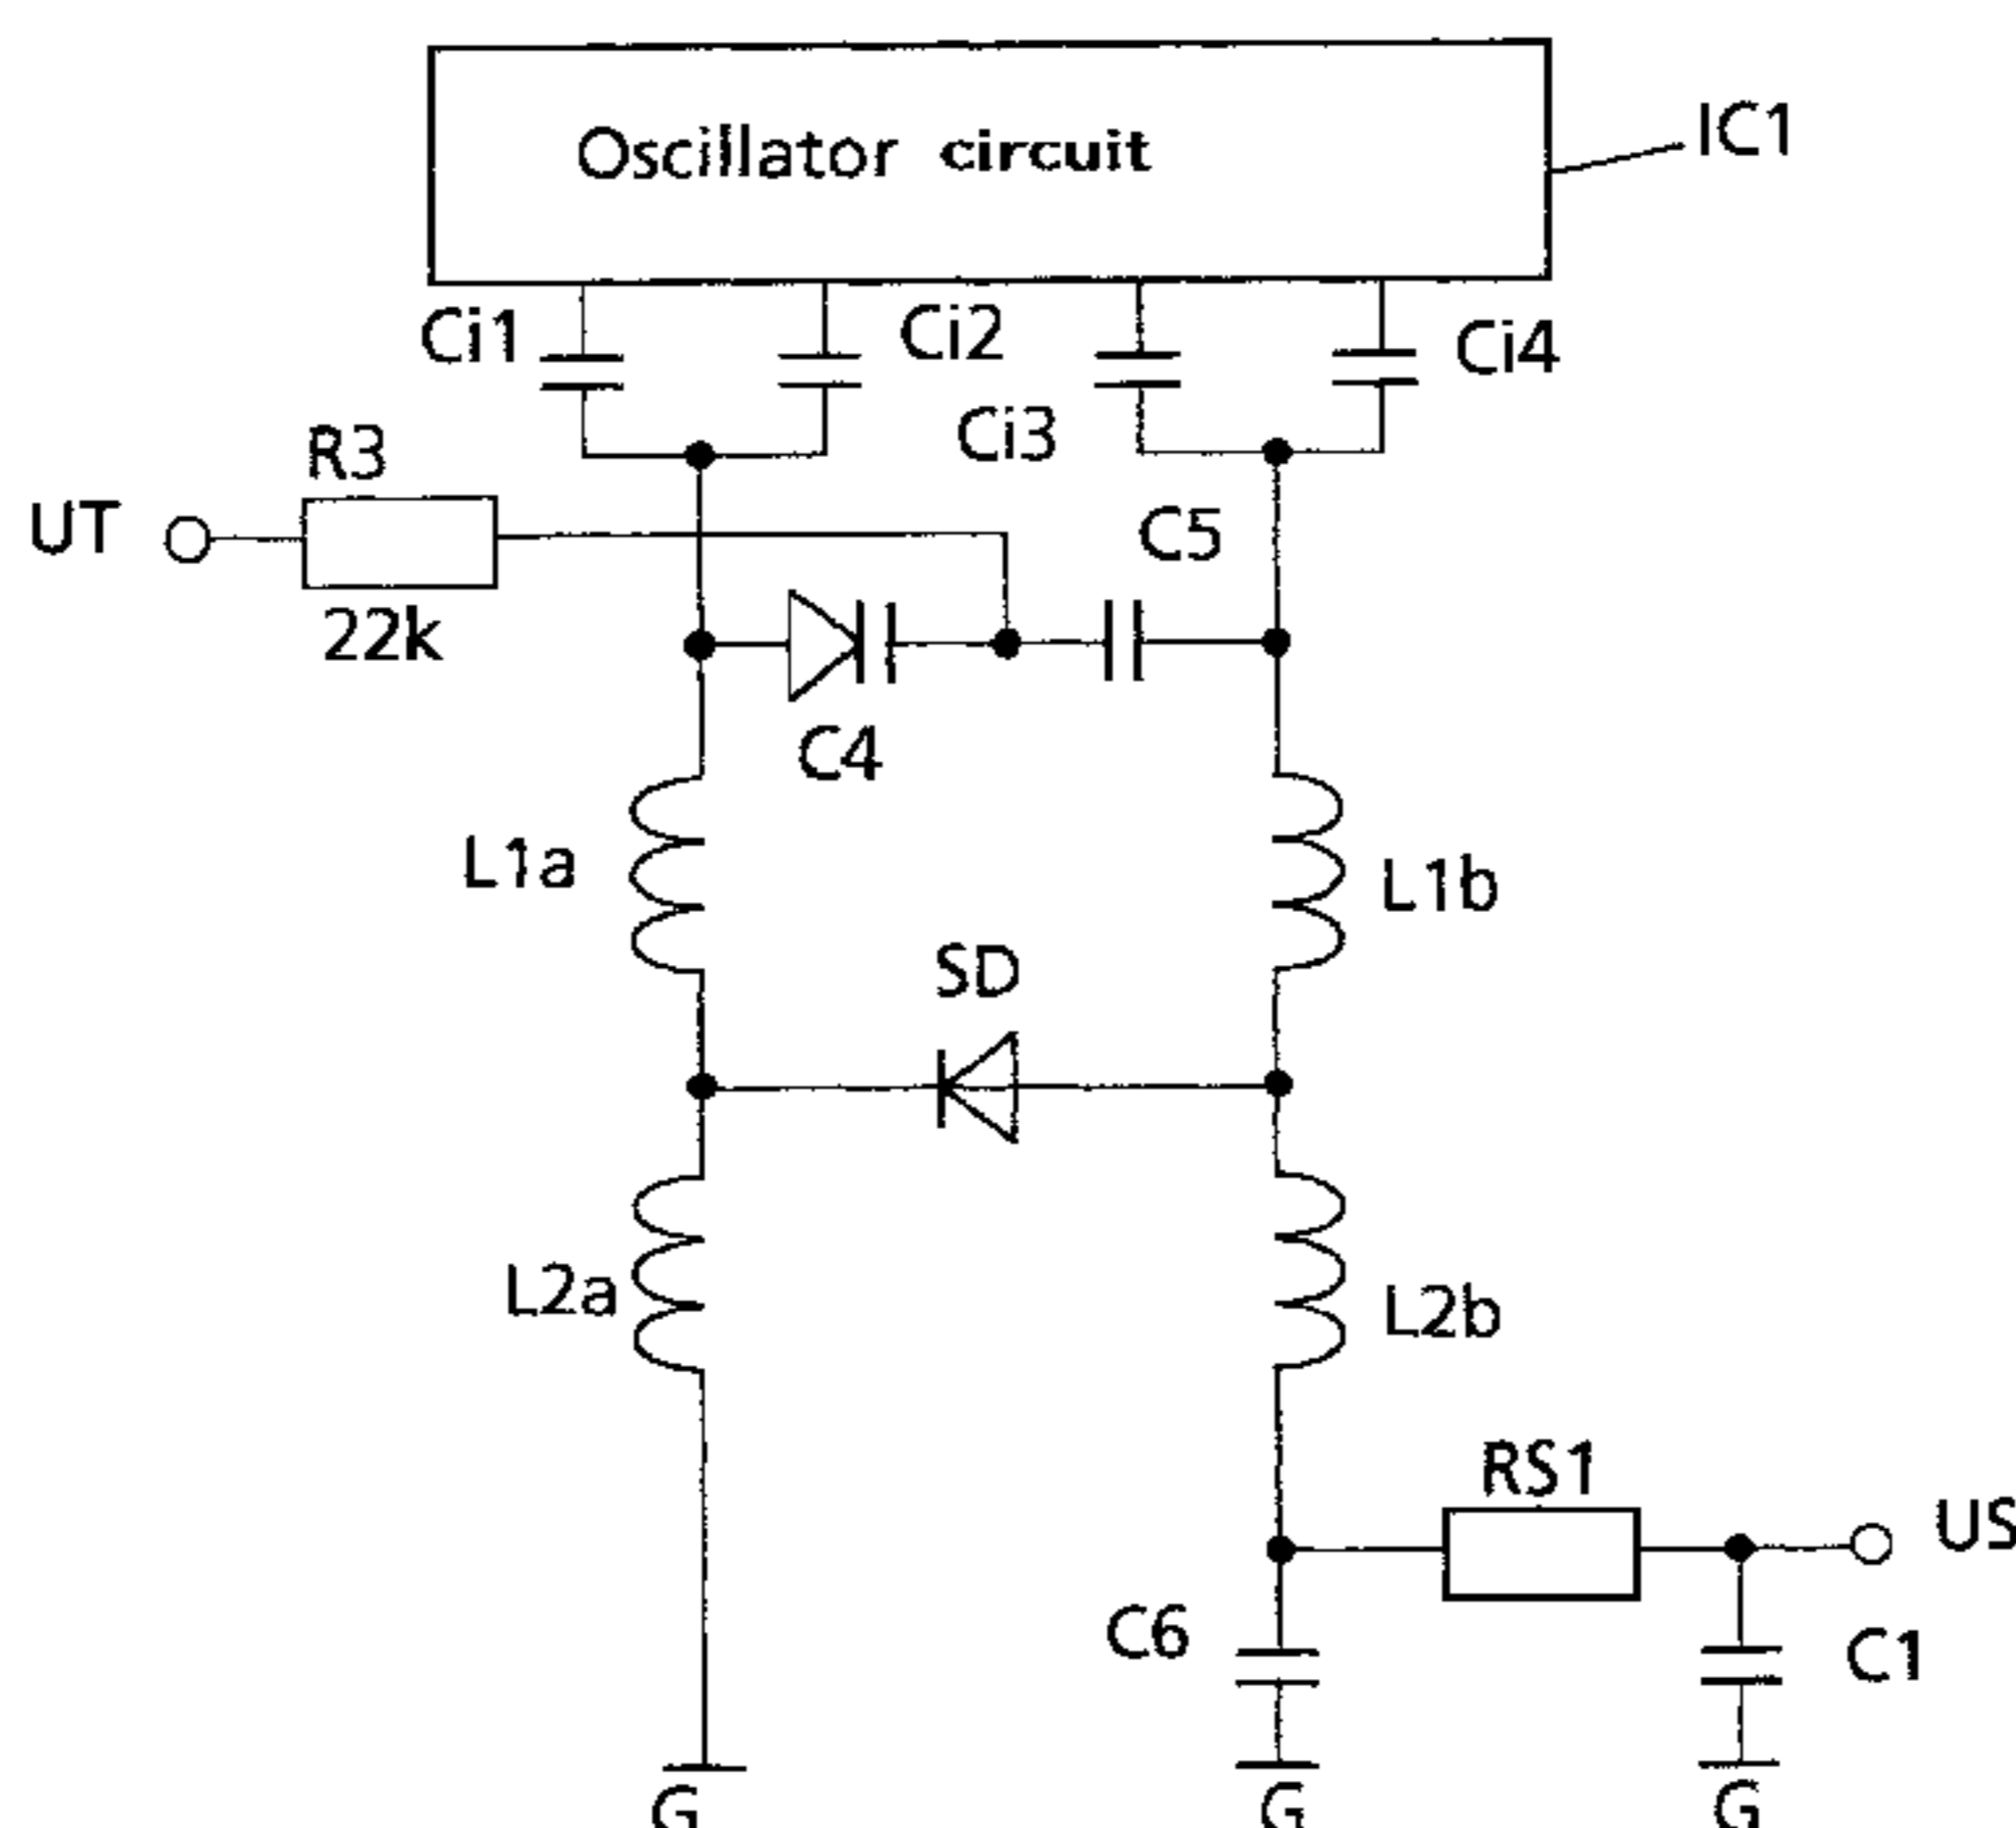 Oscillator circuit
IC1
Ci1
Ci2
Ci4
Ci3
R3
UT
C5
22k
C4
L1a
L1b
SD
L2a
L2b
RS1
US
C6
C1
G
G
G